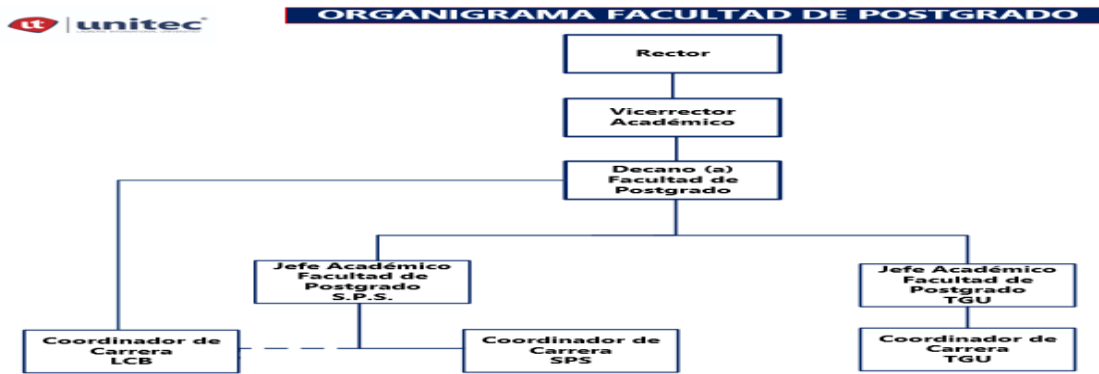 ut unitec®
ORGANIGRAMA FACULTAD DE POSTGRADO
Rector
Vicerrector
Académico
Decano (a)
Facultad de
Postgrado
Jefe Académico
Facultad de
Postgrado
S.P.S.
Jefe Académico
Facultad de
Postgrado
TGU
Coordinador de
Carrera
LCB
Coordinador de
Carrera
SPS
Coordinador de
Carrera
TGU